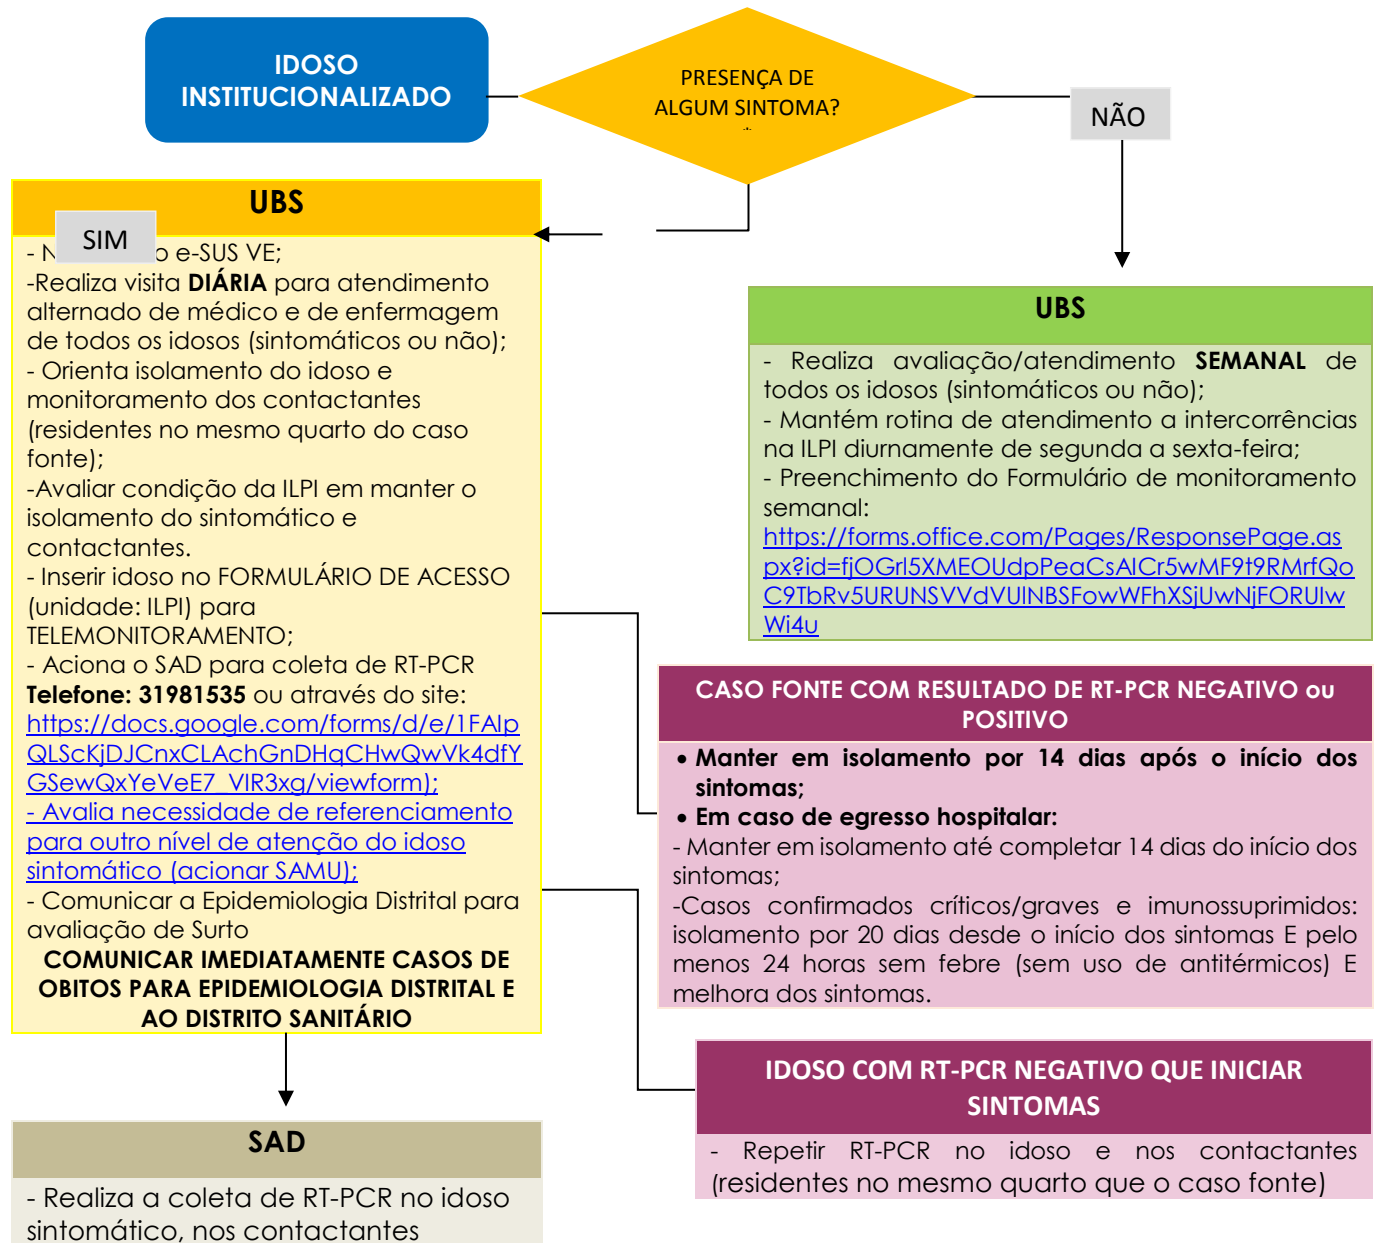 IDOSO
INSTITUCIONALIZADO
PRESENÇA DE
ALGUM SINTOMA?
*
NÃO
UBS
SIM
- N o e-SUS VE;
-Realiza visita DIÁRIA para atendimento
alternado de médico e de enfermagem
de todos os idosos (sintomáticos ou não);
- Orienta isolamento do idoso e
monitoramento dos contactantes
(residentes no mesmo quarto do caso
fonte);
-Avaliar condição da ILPI em manter o
isolamento do sintomático e
contactantes.
- Inserir idoso no FORMULÁRIO DE ACESSO
(unidade: ILPI) para
TELEMONITORAMENTO;
- Aciona o SAD para coleta de RT-PCR
Telefone: 31981535 ou através do site:
https://docs.google.com/forms/d/e/1FAIp
QLScKjDJCnxCLAchGnDHqCHwQwVk4dfY
GSewQxYeVeE7_VIR3xg/viewform);
- Avalia necessidade de referenciamento
para outro nível de atenção do idoso
sintomático (acionar SAMU);
- Comunicar a Epidemiologia Distrital para
avaliação de Surto
COMUNICAR IMEDIATAMENTE CASOS DE
OBITOS PARA EPIDEMIOLOGIA DISTRITAL E
AO DISTRITO SANITÁRIO
UBS
- Realiza avaliação/atendimento SEMANAL de
todos os idosos (sintomáticos ou não);
- Mantém rotina de atendimento a intercorrências
na ILPI diurnamente de segunda a sexta-feira;
- Preenchimento do Formulário de monitoramento
semanal:
https://forms.office.com/Pages/ResponsePage.as
px?id=fjOGrI5XMEOUdpPeaCsAICr5wMF9t9RMrfQo
C9TbRv5URUNSVVdVUlNBSFowWFhXSjUwNjFORUIw
Wi4u
CASO FONTE COM RESULTADO DE RT-PCR NEGATIVO ou
POSITIVO
• Manter em isolamento por 14 dias após o início dos
sintomas;
• Em caso de egresso hospitalar:
- Manter em isolamento até completar 14 dias do início dos
sintomas;
-Casos confirmados críticos/graves e imunossuprimidos:
isolamento por 20 dias desde o início dos sintomas E pelo
menos 24 horas sem febre (sem uso de antitérmicos) E
melhora dos sintomas.
IDOSO COM RT-PCR NEGATIVO QUE INICIAR
SINTOMAS
- Repetir RT-PCR no idoso e nos contactantes
(residentes no mesmo quarto que o caso fonte)
SAD
- Realiza a coleta de RT-PCR no idoso
sintomático, nos contactantes